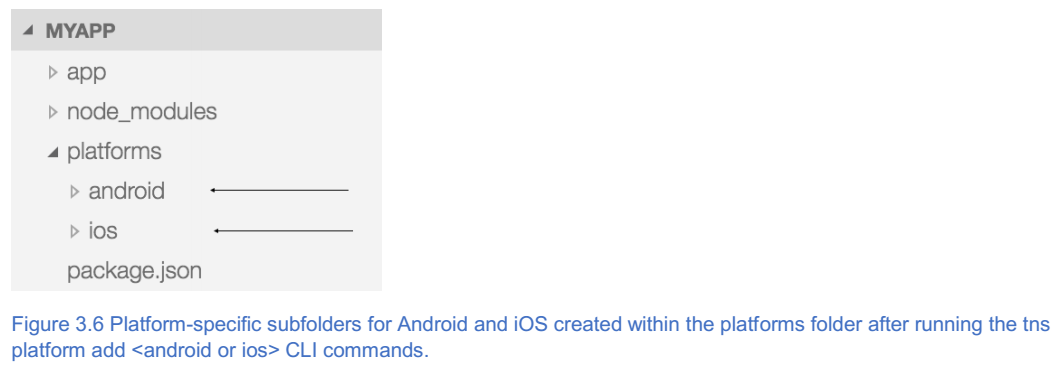 MYAPP
app
node_modules
platforms
android
ios
package.json
Figure 3.6 Platform-specific subfolders for Android and iOS created within the platforms folder after running the tns
platform add <android or ios> CLI commands.